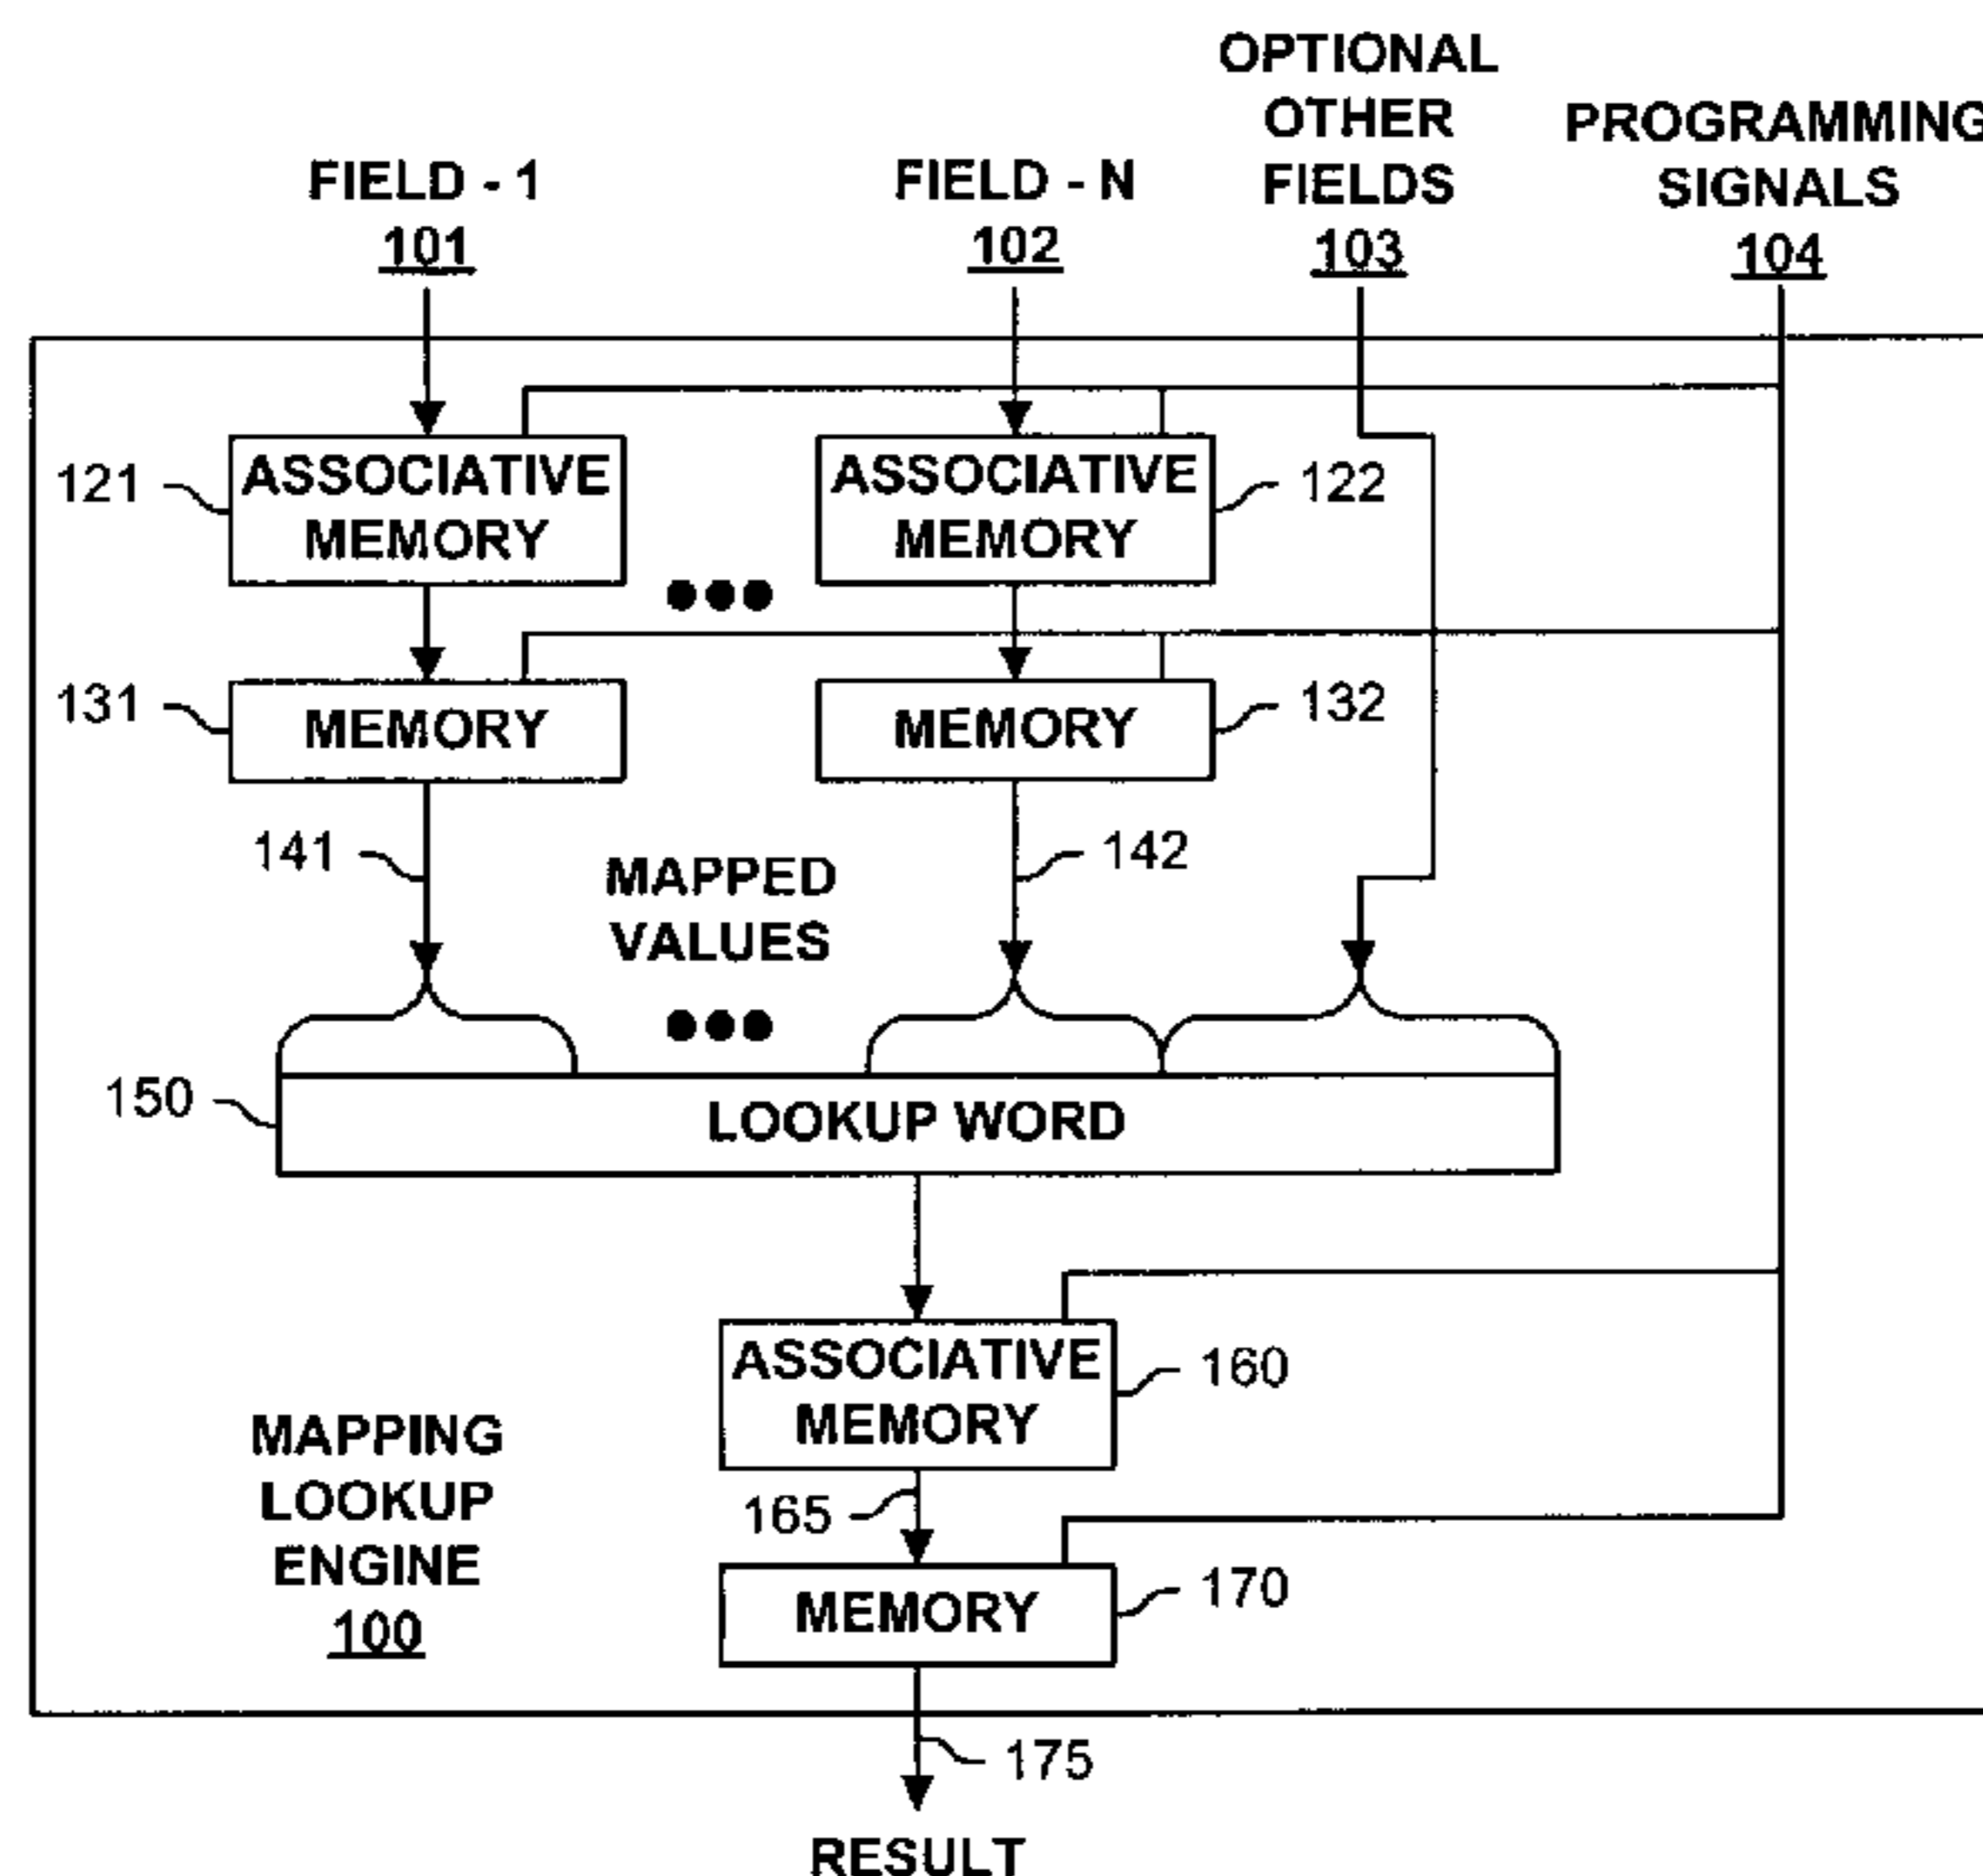 OPTIONAL
OTHER
FIELDS
103
PROGRAMMING
SIGNALS
104
FIELD - 1
101
FIELD - N
102
121
ASSOCIATIVE
MEMORY
ASSOCIATIVE
MEMORY
122
131
MEMORY
MEMORY
132
141
MAPPED
VALUES
142
150
LOOKUP WORD
ASSOCIATIVE
MEMORY
160
165
MEMORY
170
MAPPING
LOOKUP
ENGINE
100
175
RESULT